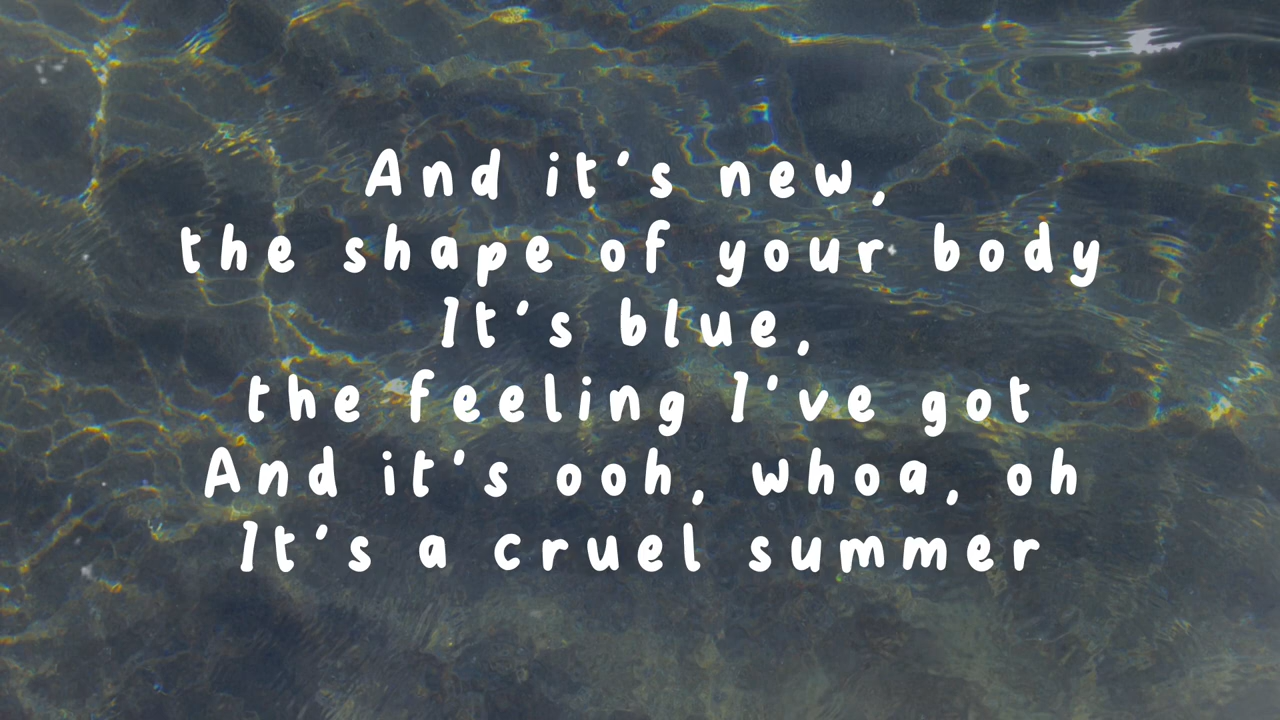 And it's new,
the shape of your body
It's blue,
the feeling I've got
And it's ooh, whoa, oh
It's a cruel summer